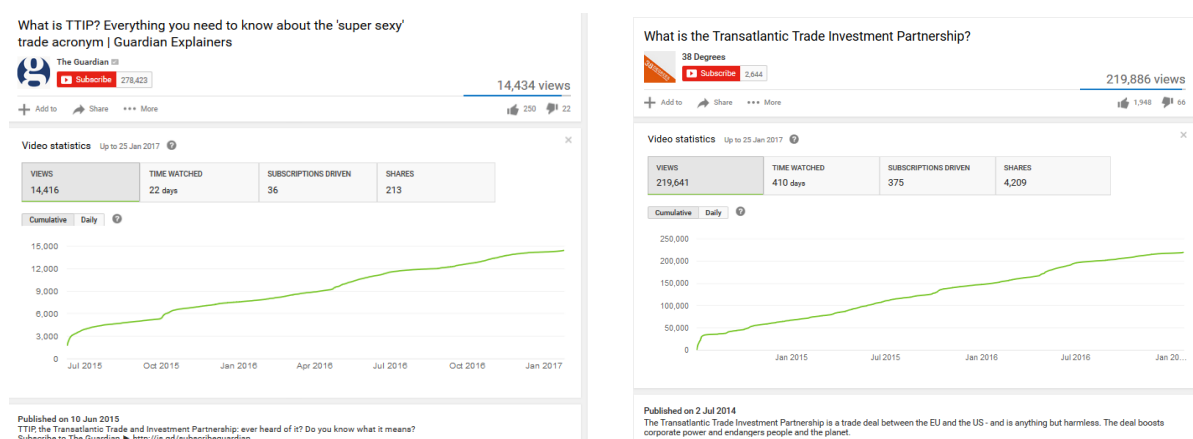 What is TTIP? Everything you need to know about the 'super sexy'
trade acronym | Guardian Explainers
The Guardian
Subscribe 278,423
14,434 views
Add to Share More
250 22
Video statistics Up to 25 Jan 2017
VIEWS TIME WATCHED SUBSCRIPTIONS DRIVEN SHARES
14,416 22 days 36 213
Cumulative Daily
15,000
12,000
9,000
6,000
3,000
0
Jul 2015 Oct 2015 Jan 2016 Apr 2016 Jul 2016 Oct 2016 Jan 2017
Published on 10 Jun 2015
TTIP, the Transatlantic Trade and Investment Partnership: ever heard of it? Do you know what it means?
Subscribe to The Guardian ► http://is.gd/subscribeguardian
What is the Transatlantic Trade Investment Partnership?
38 Degrees
Subscribe 2,644
219,886 views
Add to Share More
1,948 66
Video statistics Up to 25 Jan 2017
VIEWS TIME WATCHED SUBSCRIPTIONS DRIVEN SHARES
219,641 410 days 375 4,209
Cumulative Daily
250,000
200,000
150,000
100,000
50,000
0
Jan 2015 Jul 2015 Jan 2016 Jul 2016 Jan 20...
Published on 2 Jul 2014
The Transatlantic Trade Investment Partnership is a trade deal between the EU and the US - and is anything but harmless. The deal boosts
corporate power and endangers people and the planet.